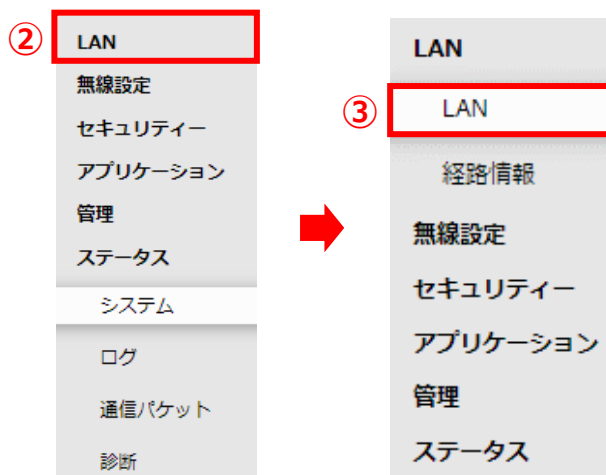 ②
LAN
無線設定
セキュリティー
アプリケーション
管理
ステータス
システム
ログ
通信パケット
診断
LAN
③
LAN
経路情報
無線設定
セキュリティー
アプリケーション
管理
ステータス